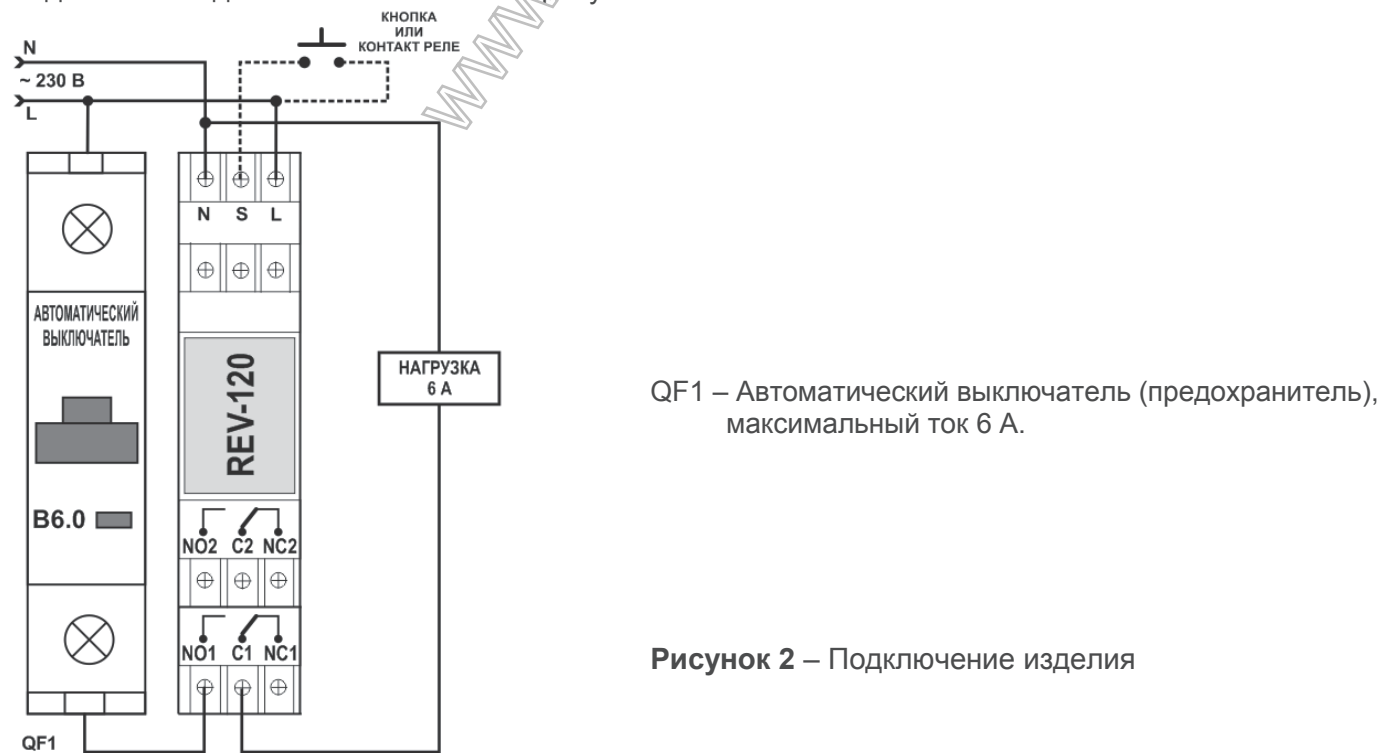 КНОПКА
ИЛИ
КОНТАКТ РЕЛЕ
N
~ 230 В
L
N S L
АВТОМАТИЧЕСКИЙ
ВЫКЛЮЧАТЕЛЬ
REV-120
НАГРУЗКА
6 А
QF1 – Автоматический выключатель (предохранитель),
максимальный ток 6 А.
B6.0
NO2 C2 NC2
NO1 C1 NC1
Рисунок 2 – Подключение изделия
QF1
www